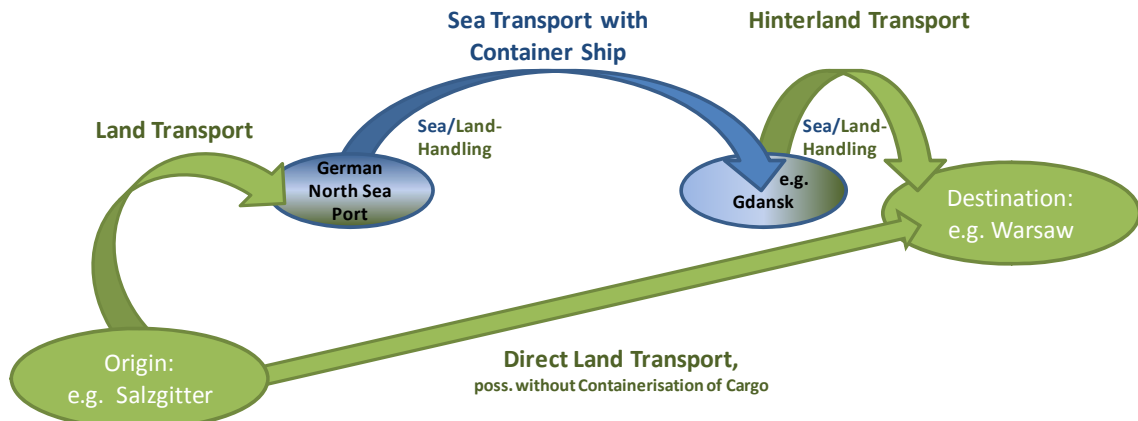 Sea Transport with
Container Ship
Hinterland Transport
Land Transport
Sea/Land-
Handling
Sea/Land-
Handling
German
North Sea
Port
e.g.
Gdansk
Destination:
e.g. Warsaw
Origin:
e.g. Salzgitter
Direct Land Transport,
poss. without Containerisation of Cargo